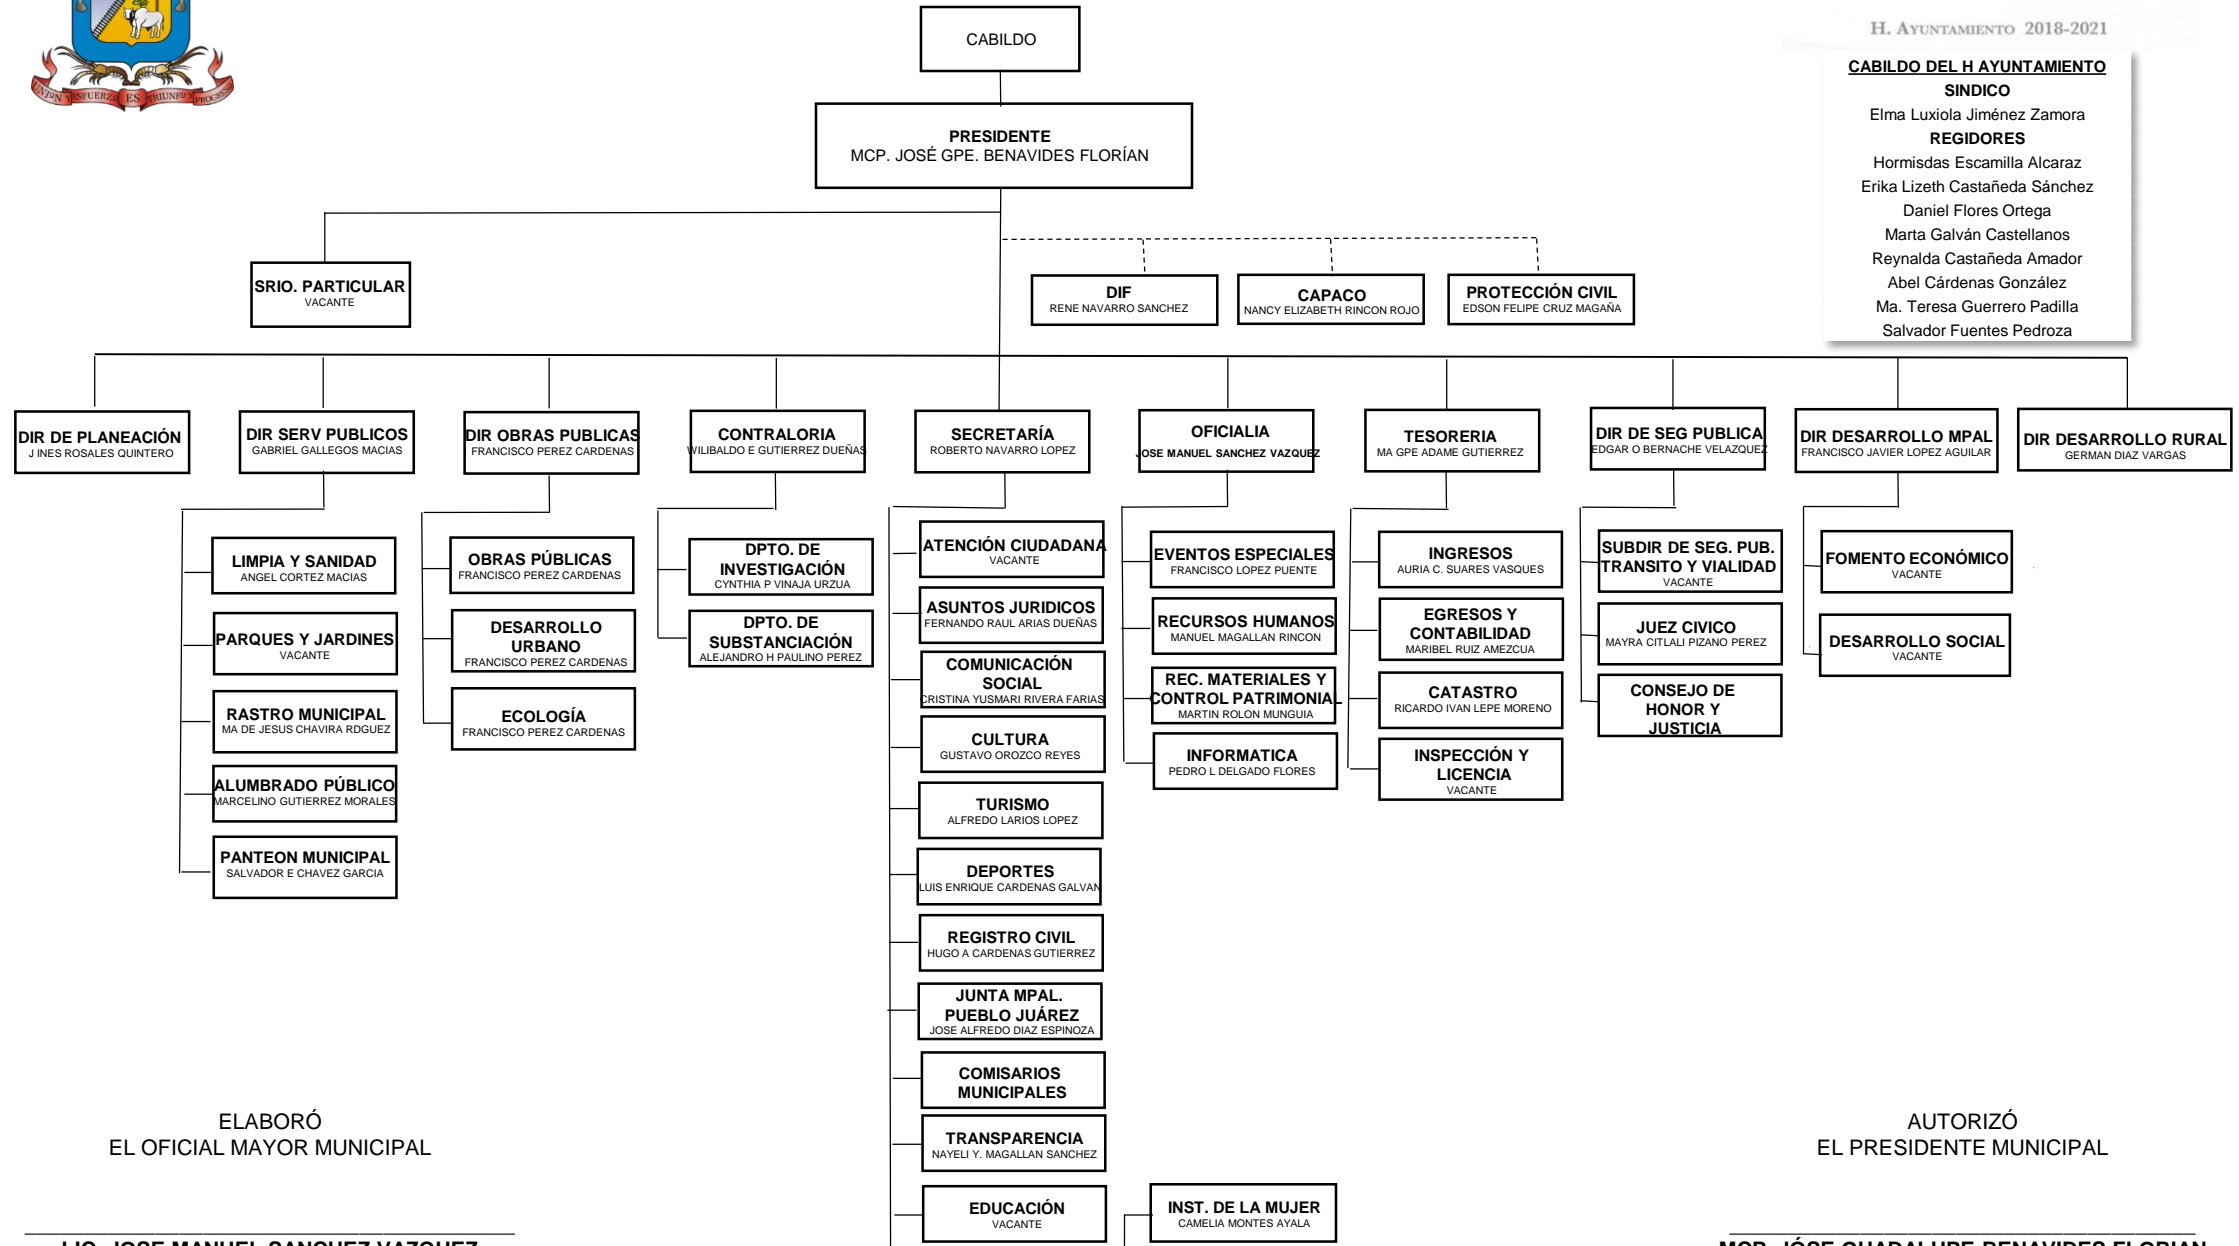 UNION Y ESFUERZO ES TRIUNFO Y PROGRESO
CABILDO
H. AYUNTAMIENTO 2018-2021
CABILDO DEL H AYUNTAMIENTO
SINDICO
Elma Luxiola Jiménez Zamora
REGIDORES
Hormisdas Escamilla Alcaraz
Erika Lizeth Castañeda Sánchez
Daniel Flores Ortega
Marta Galván Castellanos
Reynalda Castañeda Amador
Abel Cárdenas González
Ma. Teresa Guerrero Padilla
Salvador Fuentes Pedroza
PRESIDENTE
MCP. JOSÉ GPE. BENAVIDES FLORÍAN
SRIO. PARTICULAR
VACANTE
DIF
RENE NAVARRO SANCHEZ
CAPACO
NANCY ELIZABETH RINCON ROJO
PROTECCIÓN CIVIL
EDSON FELIPE CRUZ MAGAÑA
DIR DE PLANEACIÓN
J INES ROSALES QUINTERO
DIR SERV PUBLICOS
GABRIEL GALLEGOS MACIAS
DIR OBRAS PUBLICAS
FRANCISCO PEREZ CARDENAS
CONTRALORIA
WILIBALDO E GUTIERREZ DUEÑAS
SECRETARÍA
ROBERTO NAVARRO LOPEZ
OFICIALIA
JOSE MANUEL SANCHEZ VAZQUEZ
TESORERIA
MA GPE ADAME GUTIERREZ
DIR DE SEG PUBLICA
EDGAR O BERNACHE VELAZQUEZ
DIR DESARROLLO MPAL
FRANCISCO JAVIER LOPEZ AGUILAR
DIR DESARROLLO RURAL
GERMAN DIAZ VARGAS
LIMPIA Y SANIDAD
ANGEL CORTEZ MACIAS
PARQUES Y JARDINES
VACANTE
RASTRO MUNICIPAL
MA DE JESUS CHAVIRA RDGUEZ
ALUMBRADO PÚBLICO
MARCELINO GUTIERREZ MORALES
PANTEON MUNICIPAL
SALVADOR E CHAVEZ GARCIA
OBRAS PÚBLICAS
FRANCISCO PEREZ CARDENAS
DESARROLLO
URBANO
FRANCISCO PEREZ CARDENAS
ECOLOGÍA
FRANCISCO PEREZ CARDENAS
DPTO. DE
INVESTIGACIÓN
CYNTHIA P VINAJA URZUA
DPTO. DE
SUBSTANCIACIÓN
ALEJANDRO H PAULINO PEREZ
ATENCIÓN CIUDADANA
VACANTE
ASUNTOS JURIDICOS
FERNANDO RAUL ARIAS DUEÑAS
COMUNICACIÓN
SOCIAL
CRISTINA YUSMARI RIVERA FARIAS
CULTURA
GUSTAVO OROZCO REYES
TURISMO
ALFREDO LARIOS LOPEZ
DEPORTES
LUIS ENRIQUE CARDENAS GALVAN
REGISTRO CIVIL
HUGO A CARDENAS GUTIERREZ
JUNTA MPAL.
PUEBLO JUÁREZ
JOSE ALFREDO DIAZ ESPINOZA
COMISARIOS
MUNICIPALES
TRANSPARENCIA
NAYELI Y. MAGALLAN SANCHEZ
EDUCACIÓN
VACANTE
EVENTOS ESPECIALES
FRANCISCO LOPEZ PUENTE
RECURSOS HUMANOS
MANUEL MAGALLAN RINCON
REC. MATERIALES Y
CONTROL PATRIMONIAL
MARTIN ROLON MUNGUIA
INFORMATICA
PEDRO L DELGADO FLORES
INST. DE LA MUJER
CAMELIA MONTES AYALA
INGRESOS
AURIA C. SUARES VASQUES
EGRESOS Y
CONTABILIDAD
MARIBEL RUIZ AMEZCUA
CATASTRO
RICARDO IVAN LEPE MORENO
INSPECCIÓN Y
LICENCIA
VACANTE
SUBDIR DE SEG. PUB.
TRANSITO Y VIALIDAD
VACANTE
JUEZ CIVICO
MAYRA CITLALI PIZANO PEREZ
CONSEJO DE
HONOR Y
JUSTICIA
FOMENTO ECONÓMICO
VACANTE
DESARROLLO SOCIAL
VACANTE
ELABORÓ
EL OFICIAL MAYOR MUNICIPAL
LIC. JOSE MANUEL SANCHEZ VAZQUEZ
AUTORIZÓ
EL PRESIDENTE MUNICIPAL
MCP. JÓSE GUADALUPE BENAVIDES FLORIAN